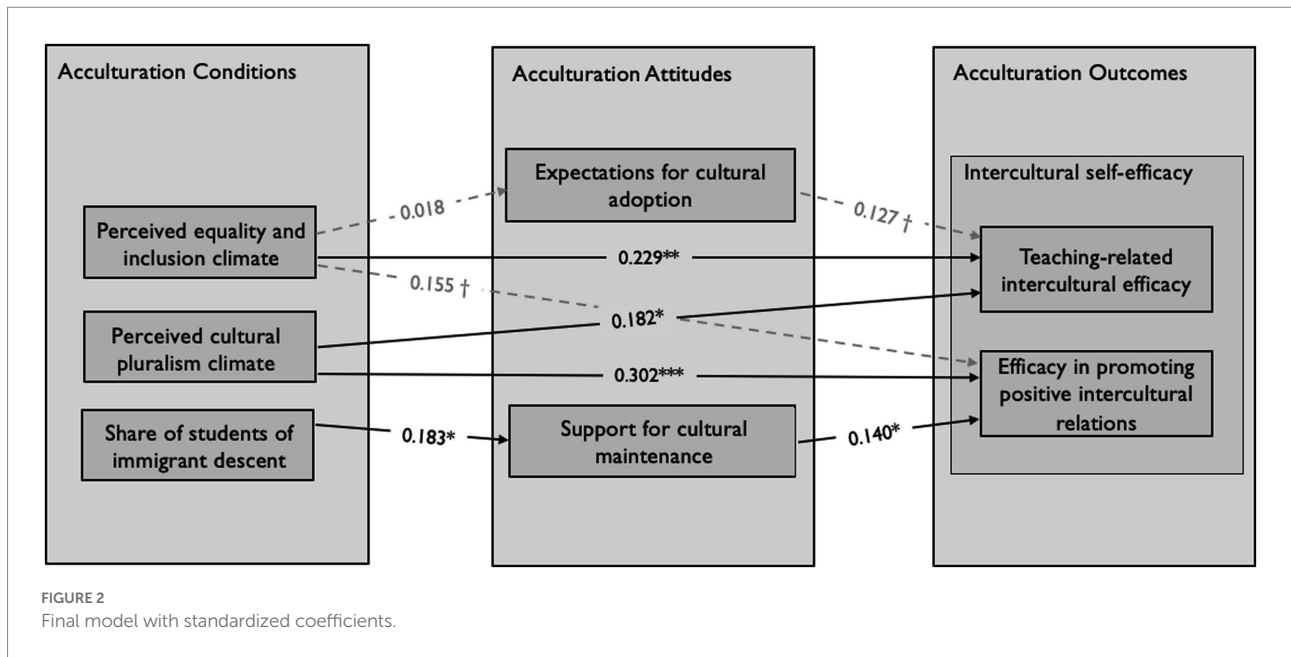 Acculturation Conditions
Perceived equality and
inclusion climate
Perceived cultural
pluralism climate
Share of students of
immigrant descent
0.018
0.229**
0.155 †
0.182*
0.302***
0.183*
Acculturation Attitudes
Expectations for cultural
adoption
Support for cultural
maintenance
0.127 †
0.140*
Acculturation Outcomes
Intercultural self-efficacy
Teaching-related
intercultural efficacy
Efficacy in promoting
positive intercultural
relations
FIGURE 2
Final model with standardized coefficients.